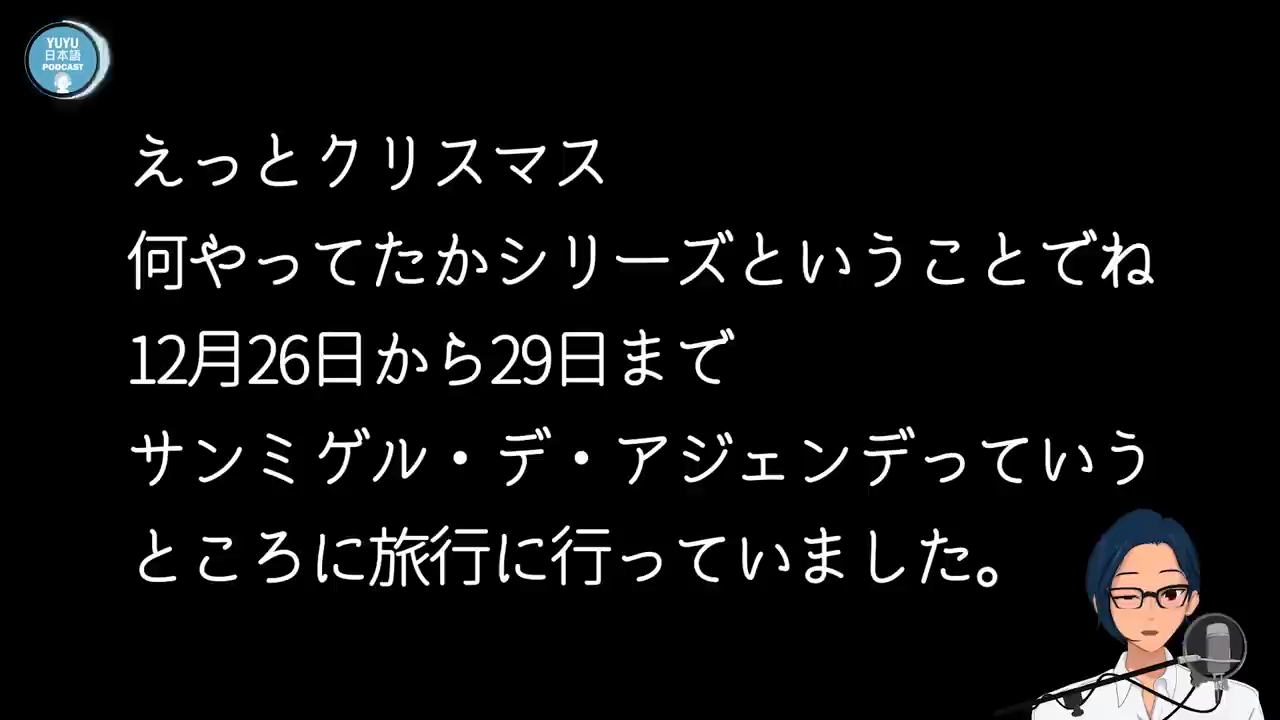 YUYU
日本語
PODCAST
えっとクリスマス
何やってたかシリーズということでね
12月26日から29日まで
サンミゲル・デ・アジェンデっていう
ところに旅行に行っていました。